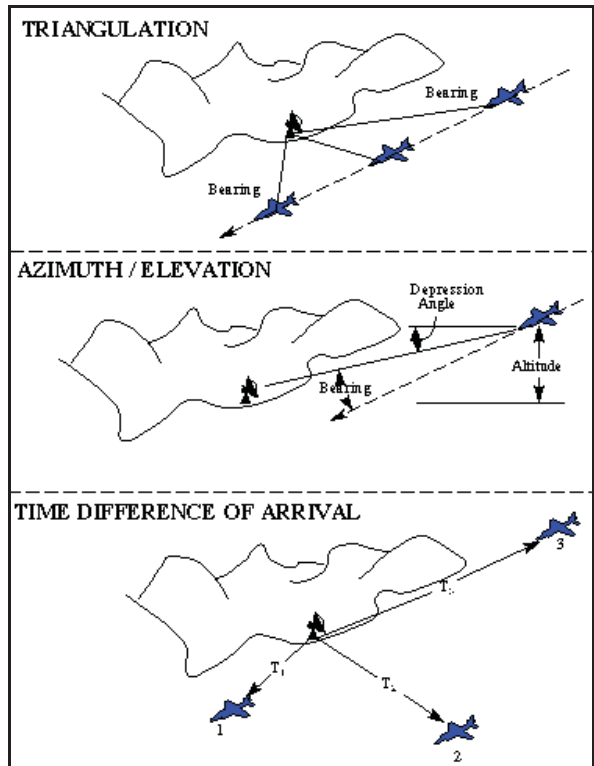 TRIANGULATION
Bearing
Bearing
AZIMUTH / ELEVATION
Depression
Angle
Altitude
Bearing
TIME DIFFERENCE OF ARRIVAL
3
T
T1
T2
1
2